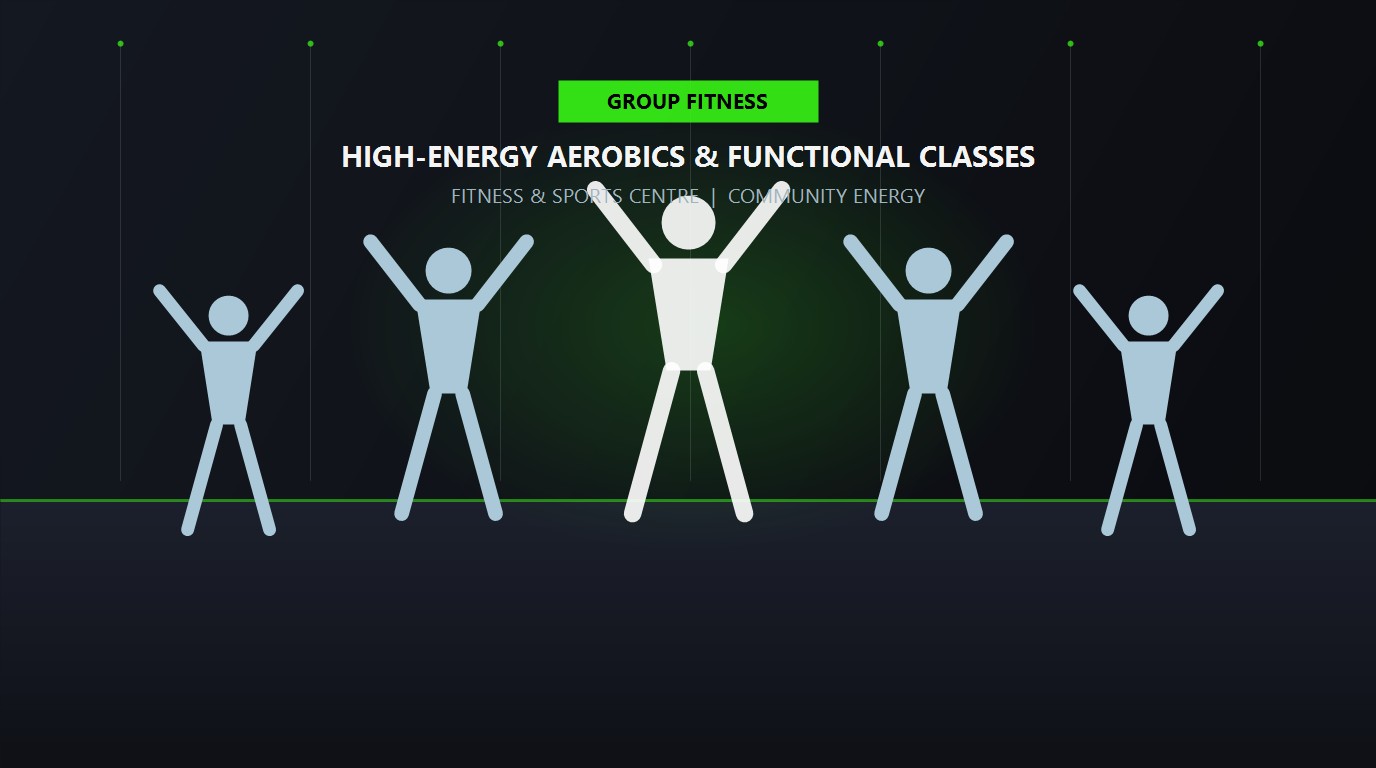 GROUP FITNESS
HIGH-ENERGY AEROBICS & FUNCTIONAL CLASSES
FITNESS & SPORTS CENTRE | COMMUNITY ENERGY